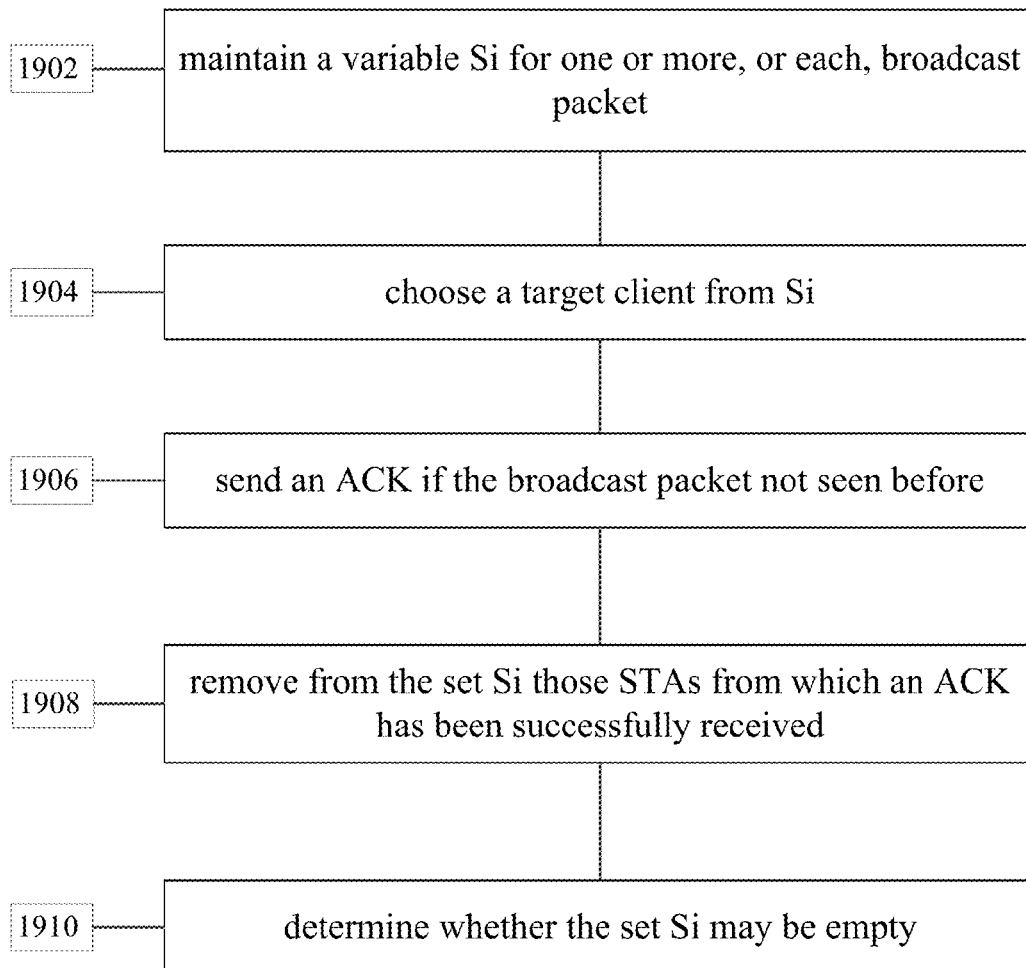 1902
maintain a variable Si for one or more, or each, broadcast
packet
1904
choose a target client from Si
1906
send an ACK if the broadcast packet not seen before
1908
remove from the set Si those STAs from which an ACK
has been successfully received
1910
determine whether the set Si may be empty